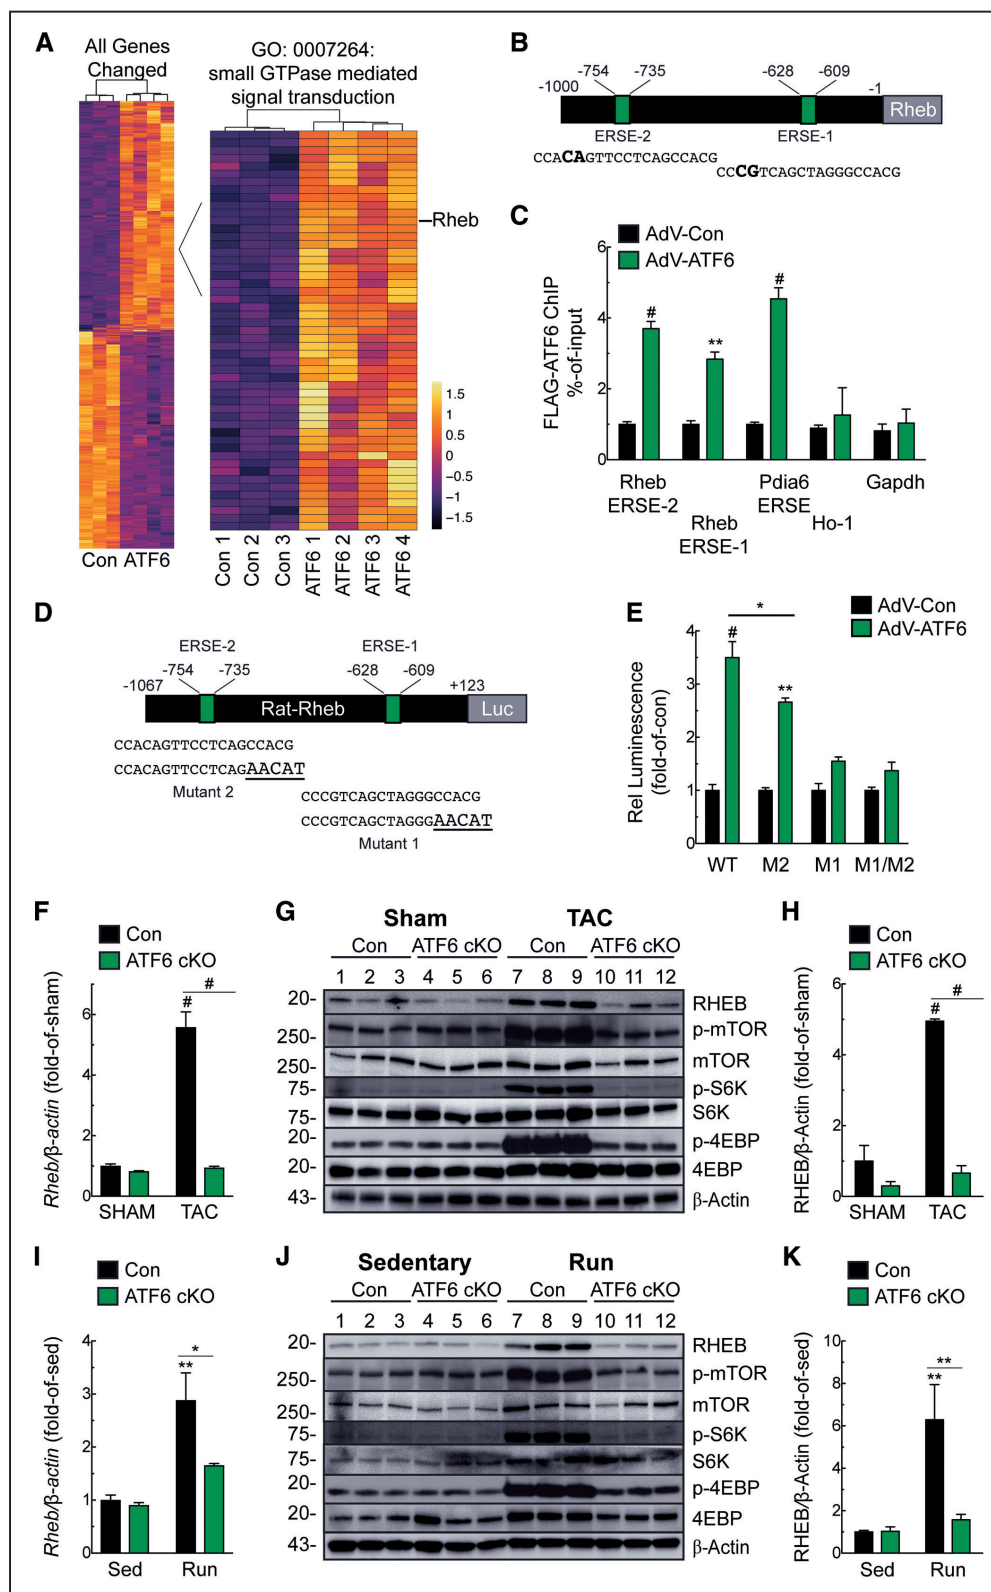 A
All Genes
Changed
GO: 0007264:
small GTPase mediated
signal transduction
Rheb
1.5
1
0.5
0
−0.5
−1
−1.5
Con ATF6
Con 1
Con 2
Con 3
ATF6 1
ATF6 2
ATF6 3
ATF6 4
B
-754 -735 -628 -609
-1000 -1
Rheb
ERSE-2 ERSE-1
CCACAGTTCCTCAGCCACG
CCCGTCAGCTAGGGCCACG
C
AdV-Con
AdV-ATF6
FLAG-ATF6 ChIP
%-of-input
6
4
2
0
# ** #
Rheb
ERSE-2
Rheb
ERSE-1
Pdia6
ERSE
Ho-1
Gapdh
D
ERSE-2 ERSE-1
-754 -735 -628 -609
-1067 +123
Rat-Rheb Luc
CCACAGTTCCTCAGCCACG
CCACAGTTCCTCAGAACAT
Mutant 2
CCCGTCAGCTAGGGCCACG
CCCGTCAGCTAGGGAACAT
Mutant 1
E
AdV-Con
AdV-ATF6
Rel Luminescence
(fold-of-con)
4
3
2
1
0
*
# **
WT M2 M1 M1/M2
F
Con
ATF6 cKO
Rheb/β-actin (fold-of-sham)
6
4
2
1
0
#
#
SHAM TAC
G
Sham TAC
Con ATF6 cKO Con ATF6 cKO
1 2 3 4 5 6 7 8 9 10 11 12
20- RHEB
250- p-mTOR
250- mTOR
75- p-S6K
75- S6K
20- p-4EBP
20- 4EBP
43- β-Actin
H
Con
ATF6 cKO
RHEB/β-Actin (fold-of-sham)
6
4
2
1
0
#
#
SHAM TAC
I
Con
ATF6 cKO
Rheb/β-actin (fold-of-sed)
4
3
2
1
0
*
**
Sed Run
J
Sedentary Run
Con ATF6 cKO Con ATF6 cKO
1 2 3 4 5 6 7 8 9 10 11 12
20- RHEB
250- p-mTOR
250- mTOR
75- p-S6K
75- S6K
20- p-4EBP
20- 4EBP
43- β-Actin
K
Con
ATF6 cKO
RHEB/β-Actin (fold-of-sed)
10
8
6
4
2
1
0
**
**
Sed Run